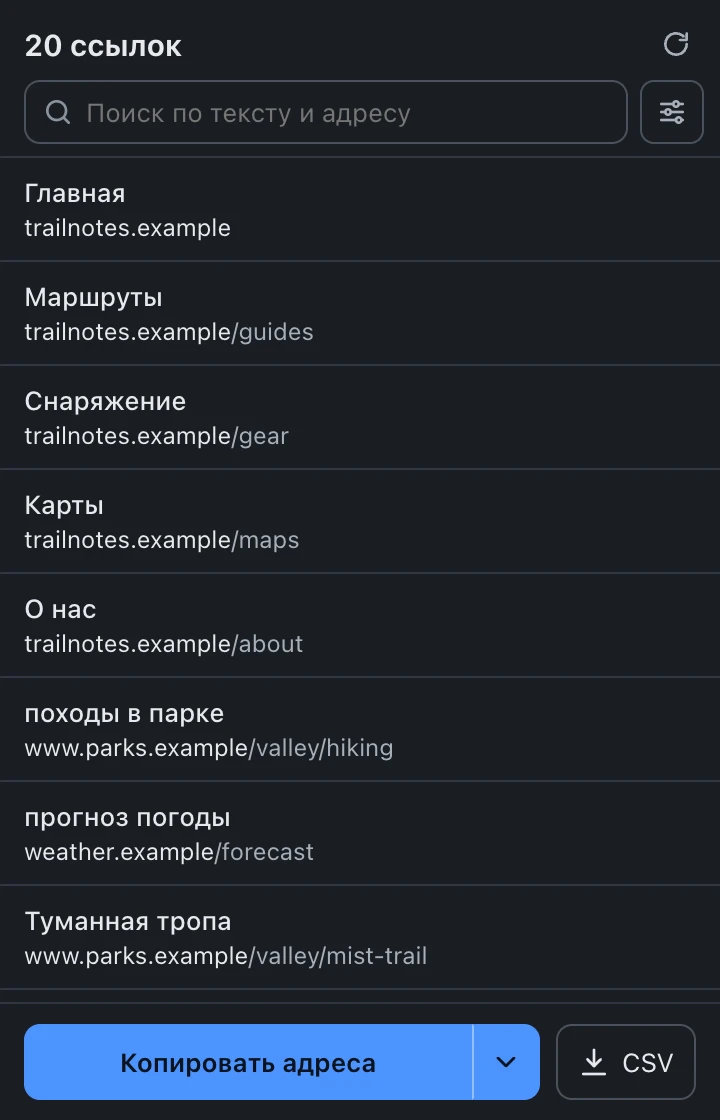 20 ссылок
Поиск по тексту и адресу
Главная
trailnotes.example
Маршруты
trailnotes.example/guides
Снаряжение
trailnotes.example/gear
Карты
trailnotes.example/maps
О нас
trailnotes.example/about
походы в парке
www.parks.example/valley/hiking
прогноз погоды
weather.example/forecast
Туманная тропа
www.parks.example/valley/mist-trail
Копировать адреса
CSV